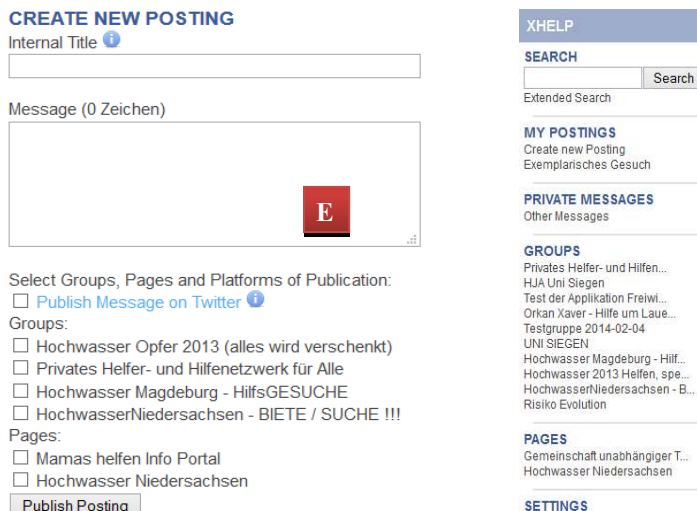 CREATE NEW POSTING
Internal Title i
Message (0 Zeichen)
E
Select Groups, Pages and Platforms of Publication:
Publish Message on Twitter i
Groups:
Hochwasser Opfer 2013 (alles wird verschenkt)
Privates Helfer- und Hilfenetzwerk für Alle
Hochwasser Magdeburg - HilfsGESUCHE
HochwasserNiedersachsen - BIETE / SUCHE !!!
Pages:
Mamas helfen Info Portal
Hochwasser Niedersachsen
Publish Posting
XHELP
SEARCH
Search
Extended Search
MY POSTINGS
Create new Posting
Exemplarisches Gesuch
PRIVATE MESSAGES
Other Messages
GROUPS
Privates Helfer- und Hilfen...
HJA Uni Siegen
Test der Applikation Freiwi...
Orkan Xaver - Hilfe um Laue...
Testgruppe 2014-02-04
UNI SIEGEN
Hochwasser Magdeburg - Hilf...
Hochwasser 2013 Helfen, spe...
HochwasserNiedersachsen - B...
Risiko Evolution
PAGES
Gemeinschaft unabhängiger T...
Hochwasser Niedersachsen
SETTINGS